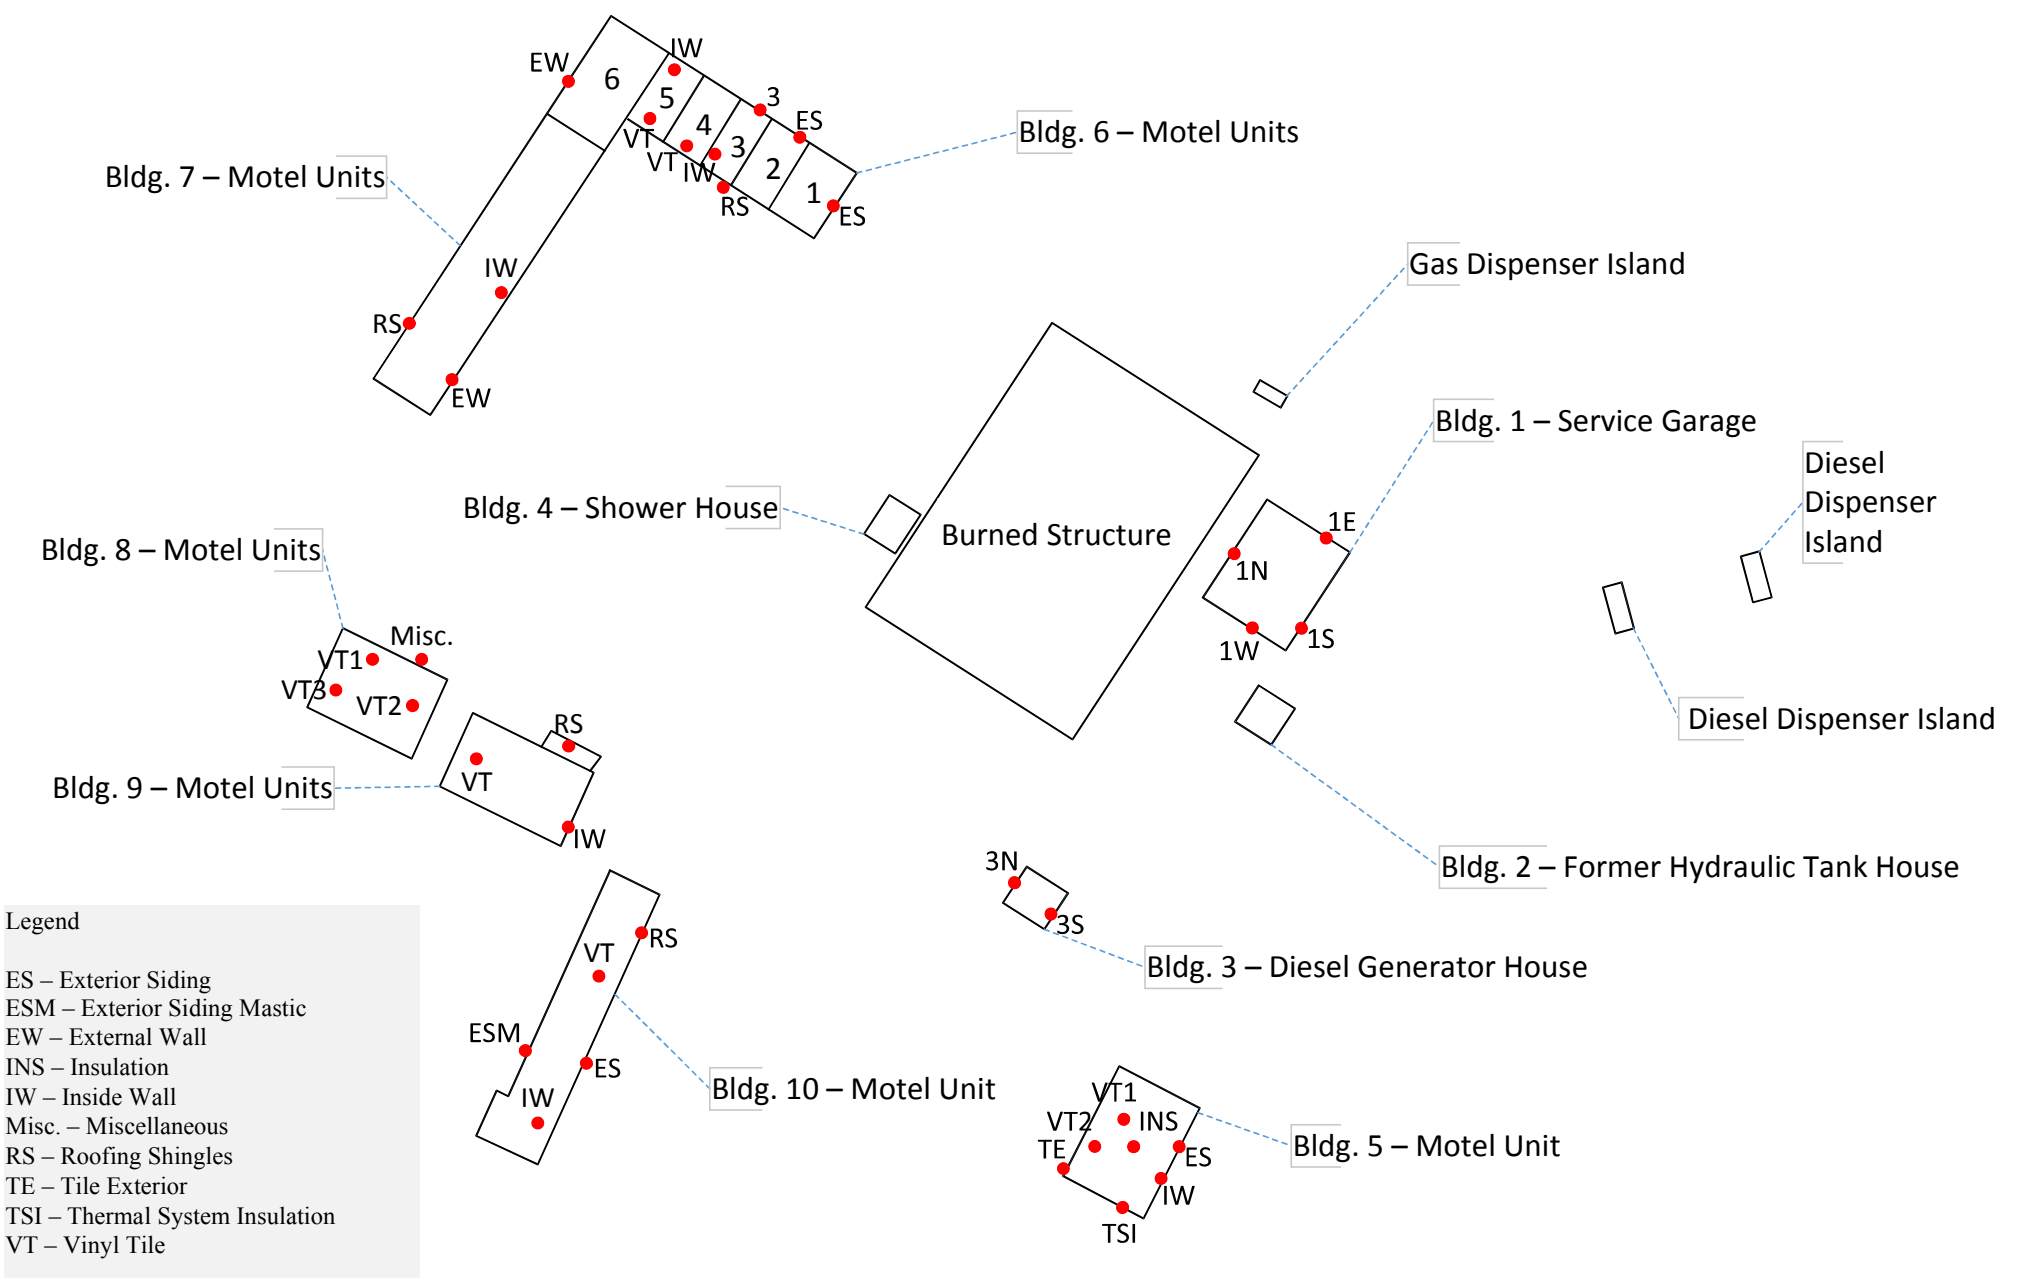 IW
EW
6
5
3
ES
4
3
2
1
VT
VT
IW
RS
ES
Bldg. 6 – Motel Units
Bldg. 7 – Motel Units
IW
RS
EW
Gas Dispenser Island
Bldg. 1 – Service Garage
Diesel
Dispenser
Island
Bldg. 4 – Shower House
Burned Structure
1E
1N
1W
1S
Bldg. 8 – Motel Units
Misc.
VT1
VT3
VT2
Diesel Dispenser Island
RS
VT
Bldg. 9 – Motel Units
IW
Bldg. 2 – Former Hydraulic Tank House
3N
3S
Bldg. 3 – Diesel Generator House
RS
VT
ESM
ES
IW
Bldg. 10 – Motel Unit
VT1
VT2
INS
TE
ES
IW
TSI
Bldg. 5 – Motel Unit
Legend
ES – Exterior Siding
ESM – Exterior Siding Mastic
EW – External Wall
INS – Insulation
IW – Inside Wall
Misc. – Miscellaneous
RS – Roofing Shingles
TE – Tile Exterior
TSI – Thermal System Insulation
VT – Vinyl Tile